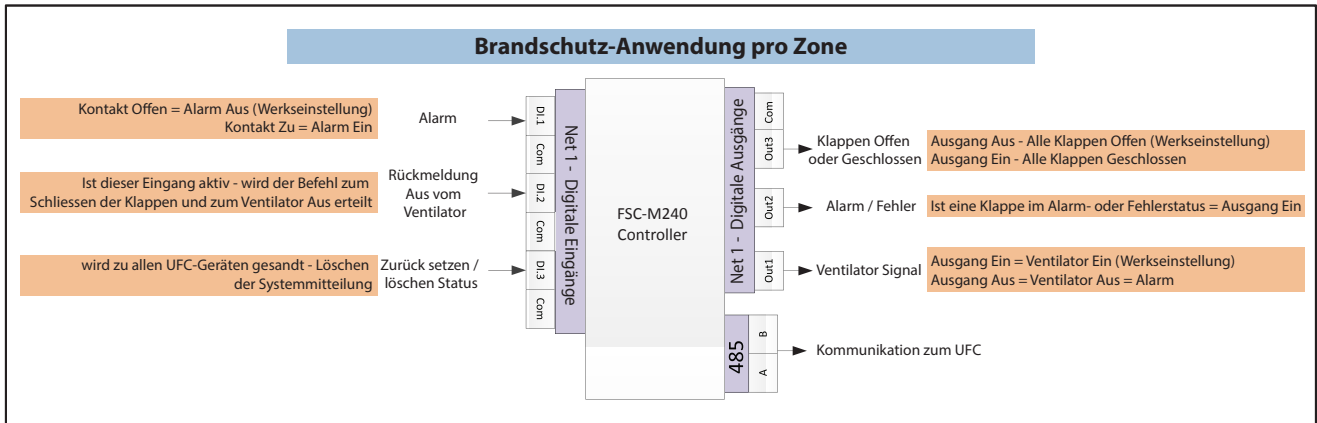 Brandschutz-Anwendung pro Zone
Kontakt Offen = Alarm Aus (Werkseinstellung)
Kontakt Zu = Alarm Ein
Alarm
Ist dieser Eingang aktiv - wird der Befehl zum
Schliessen der Klappen und zum Ventilator Aus erteilt
Rückmeldung
Aus vom
Ventilator
wird zu allen UFC-Geräten gesandt - Löschen
der Systemmitteilung
Zurück setzen /
löschen Status
DI.1
Com
DI.2
Com
DI.3
Com
Net 1 - Digitale Eingänge
FSC-M240
Controller
Net 1 - Digitale Ausgänge
Com
Out3
Out2
Out1
485
B
A
Klappen Offen
oder Geschlossen
Ausgang Aus - Alle Klappen Offen (Werkseinstellung)
Ausgang Ein - Alle Klappen Geschlossen
Alarm / Fehler
Ist eine Klappe im Alarm- oder Fehlerstatus = Ausgang Ein
Ventilator Signal
Ausgang Ein = Ventilator Ein (Werkseinstellung)
Ausgang Aus = Ventilator Aus = Alarm
Kommunikation zum UFC